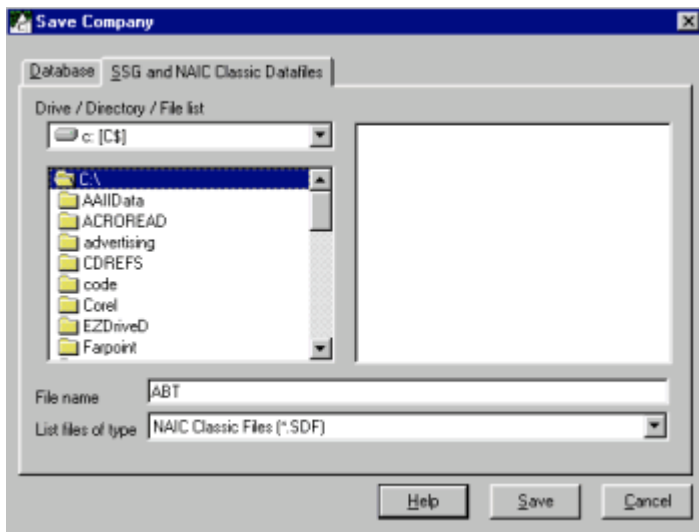 Save Company
Database SSG and NAIC Classic Datafiles
Drive / Directory / File list
c: [C$]
C:\
AAIIData
ACROREAD
advertising
CDREFS
code
Corel
EZDriveD
Farpoint
File name ABT
List files of type NAIC Classic Files (*.SDF)
Help Save Cancel